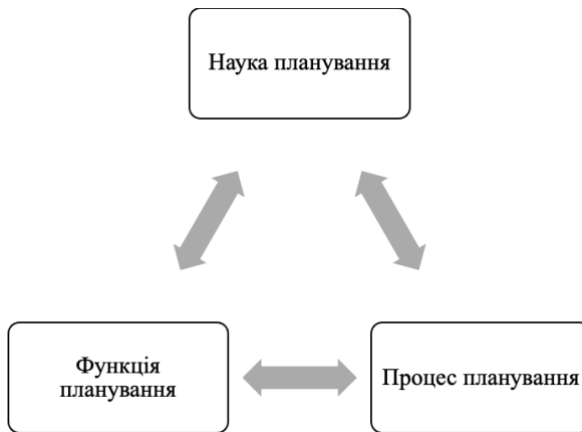 Наука планування
Функція
планування
Процес планування